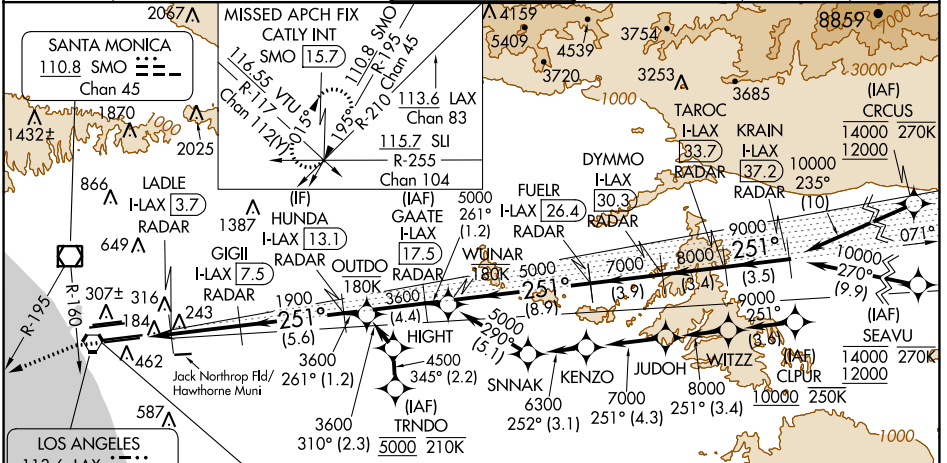 2067
MISSED APCH FIX
CATLY INT
SMO 15.7
110.8 SMO
R-195
Chan 45
R-210
116.55 VTU
R-117
Chan 112(Y)
015°
195°
113.6 LAX
Chan 83
115.7 SLI
R-255
Chan 104
4159
5409
4539
3754
3720
3253
3685
8859
7000
3000
1000
SANTA MONICA
110.8 SMO
Chan 45
1432±
1870
1000
2025
866
649
1387
307±
316
184
243
462
587
R-195
R-160
LADLE
I-LAX 3.7
RADAR
GIGII
I-LAX 7.5
RADAR
(IF)
HUNDA
I-LAX 13.1
RADAR
OUTDO
180K
(IAF)
GAATE
I-LAX
17.5
RADAR
5000
261°
(1.2)
WUNAR
180K
FUELR
I-LAX 26.4
RADAR
DYMMO
I-LAX
30.3
RADAR
TAROC
I-LAX
33.7
RADAR
KRAIN
I-LAX
37.2
RADAR
10000
235°
(10)
(IAF)
CRCUS
14000 270K
12000
071°
1900
251°
(5.6)
3600
(4.4)
5000
251°
(8.9)
7000
(3.9)
8000
(3.4)
9000
251°
(3.5)
10000
270°
(9.9)
(IAF)
SEAVU
14000 270K
12000
3600
261° (1.2)
HIGHT
5000
290°
(5.1)
4500
345° (2.2)
(IAF)
TRNDO
5000 210K
3600
310° (2.3)
SNNAK
KENZO
JUDOH
WITZZ
9000
251°
(3.6)
(IAF)
CLPUR
10000 250K
6300
252° (3.1)
7000
251° (4.3)
8000
251° (3.4)
1000
Jack Northrop Fld/
Hawthorne Muni
LOS ANGELES
113.6 LAX